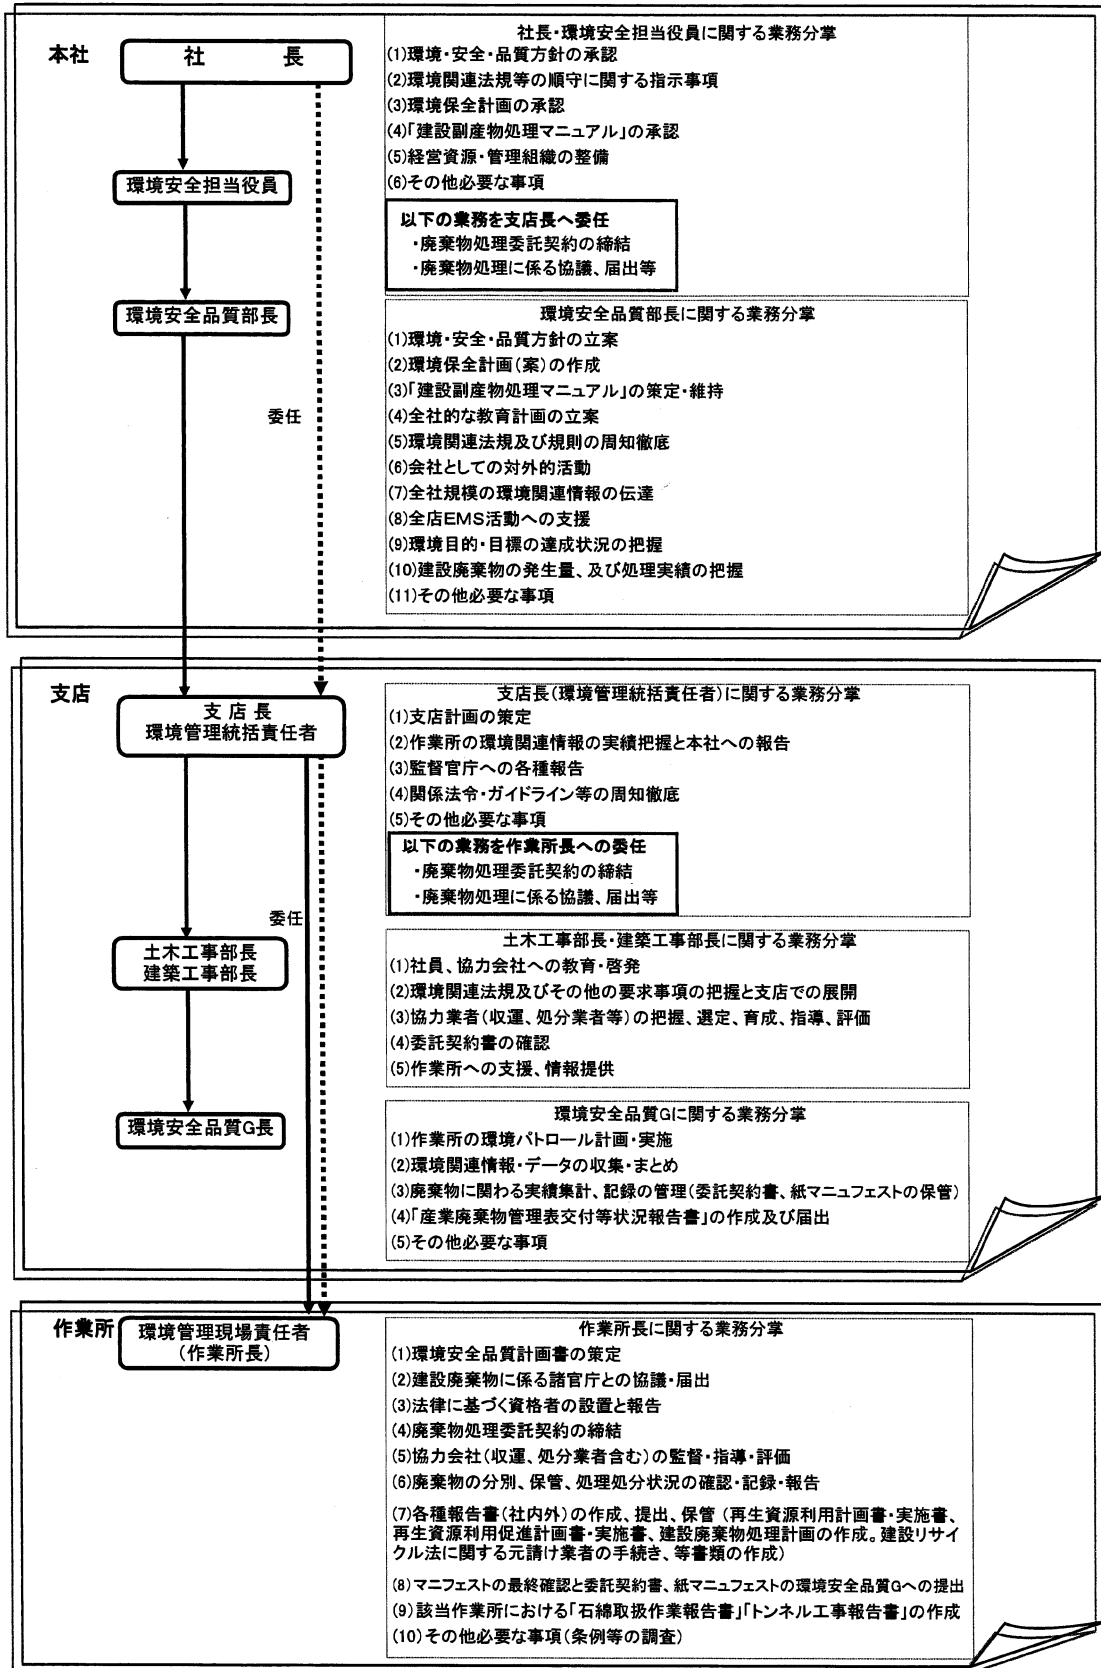 本社
社　　　長
環境安全担当役員
環境安全品質部長
委任
社長・環境安全担当役員に関する業務分掌
(1)環境・安全・品質方針の承認
(2)環境関連法規等の順守に関する指示事項
(3)環境保全計画の承認
(4)「建設副産物処理マニュアル」の承認
(5)経営資源・管理組織の整備
(6)その他必要な事項
以下の業務を支店長へ委任
・廃棄物処理委託契約の締結
・廃棄物処理に係る協議、届出等
環境安全品質部長に関する業務分掌
(1)環境・安全・品質方針の立案
(2)環境保全計画(案)の作成
(3)「建設副産物処理マニュアル」の策定・維持
(4)全社的な教育計画の立案
(5)環境関連法規及び規則の周知徹底
(6)会社としての対外的活動
(7)全社規模の環境関連情報の伝達
(8)全店EMS活動への支援
(9)環境目的・目標の達成状況の把握
(10)建設廃棄物の発生量、及び処理実績の把握
(11)その他必要な事項
支店
支 店 長
環境管理統括責任者
委任
土木工事部長
建築工事部長
環境安全品質G長
支店長(環境管理統括責任者)に関する業務分掌
(1)支店計画の策定
(2)作業所の環境関連情報の実績把握と本社への報告
(3)監督官庁への各種報告
(4)関係法令・ガイドライン等の周知徹底
(5)その他必要な事項
以下の業務を作業所長への委任
・廃棄物処理委託契約の締結
・廃棄物処理に係る協議、届出等
土木工事部長・建築工事部長に関する業務分掌
(1)社員、協力会社への教育・啓発
(2)環境関連法規及びその他の要求事項の把握と支店での展開
(3)協力業者(収運、処分業者等)の把握、選定、育成、指導、評価
(4)委託契約書の確認
(5)作業所への支援、情報提供
環境安全品質Gに関する業務分掌
(1)作業所の環境パトロール計画・実施
(2)環境関連情報・データの収集・まとめ
(3)廃棄物に関わる実績集計、記録の管理(委託契約書、紙マニュフェストの保管)
(4)「産業廃棄物管理表交付等状況報告書」の作成及び届出
(5)その他必要な事項
作業所
環境管理現場責任者
(作業所長)
作業所長に関する業務分掌
(1)環境安全品質計画書の策定
(2)建設廃棄物に係る諸官庁との協議・届出
(3)法律に基づく資格者の設置と報告
(4)廃棄物処理委託契約の締結
(5)協力会社(収運、処分業者含む)の監督・指導・評価
(6)廃棄物の分別、保管、処理処分状況の確認・記録・報告
(7)各種報告書(社内外)の作成、提出、保管 (再生資源利用計画書・実施書、
再生資源利用促進計画書・実施書、建設廃棄物処理計画の作成。建設リサイ
クル法に関する元請け業者の手続き、等書類の作成)
(8)マニフェストの最終確認と委託契約書、紙マニュフェストの環境安全品質Gへの提出
(9)該当作業所における「石綿取扱作業報告書」「トンネル工事報告書」の作成
(10)その他必要な事項(条例等の調査)